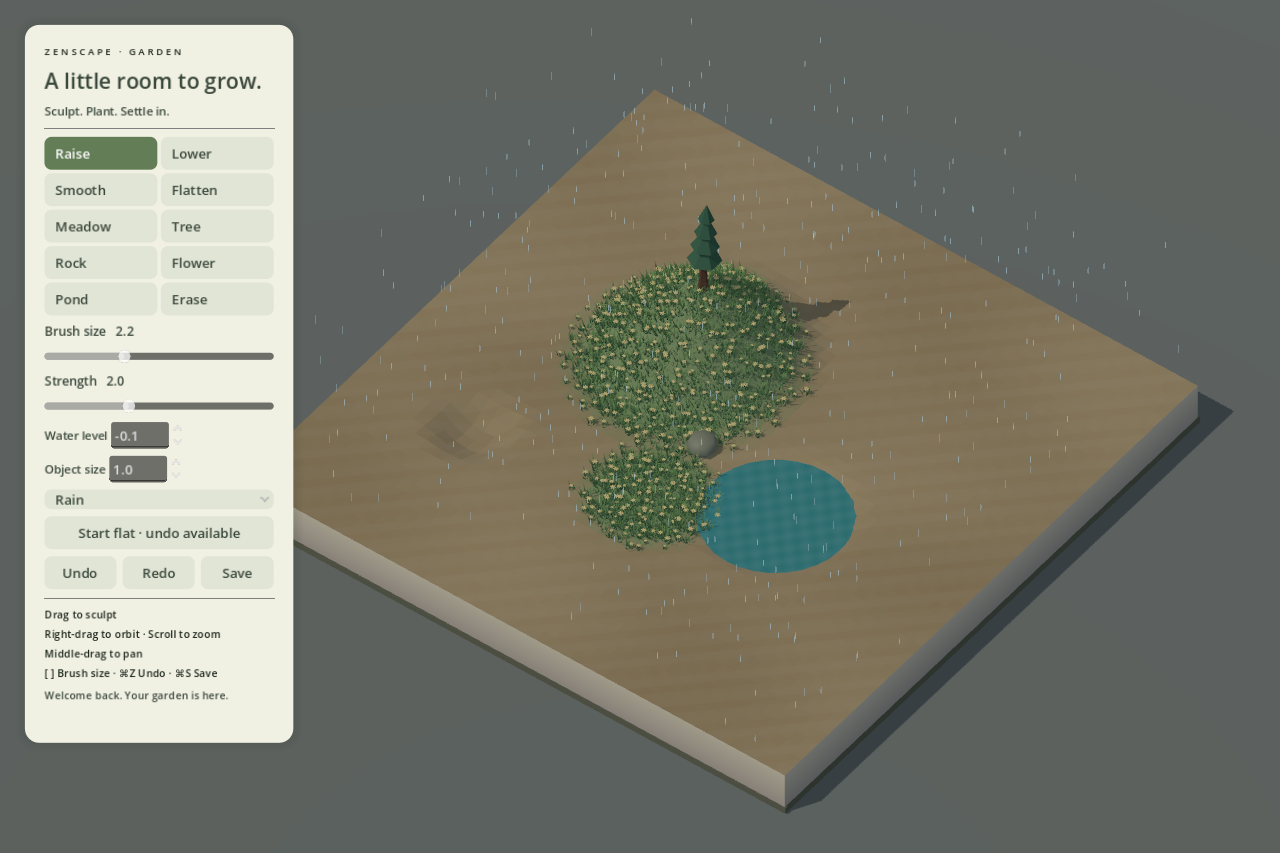 ZENSCAPE · GARDEN
A little room to grow.
Sculpt. Plant. Settle in.
Raise Lower
Smooth Flatten
Meadow Tree
Rock Flower
Pond Erase
Brush size 2.2
Strength 2.0
Water level -0.1
Object size 1.0
Rain
Start flat · undo available
Undo Redo Save
Drag to sculpt
Right-drag to orbit · Scroll to zoom
Middle-drag to pan
[ ] Brush size · ⌘Z Undo · ⌘S Save
Welcome back. Your garden is here.